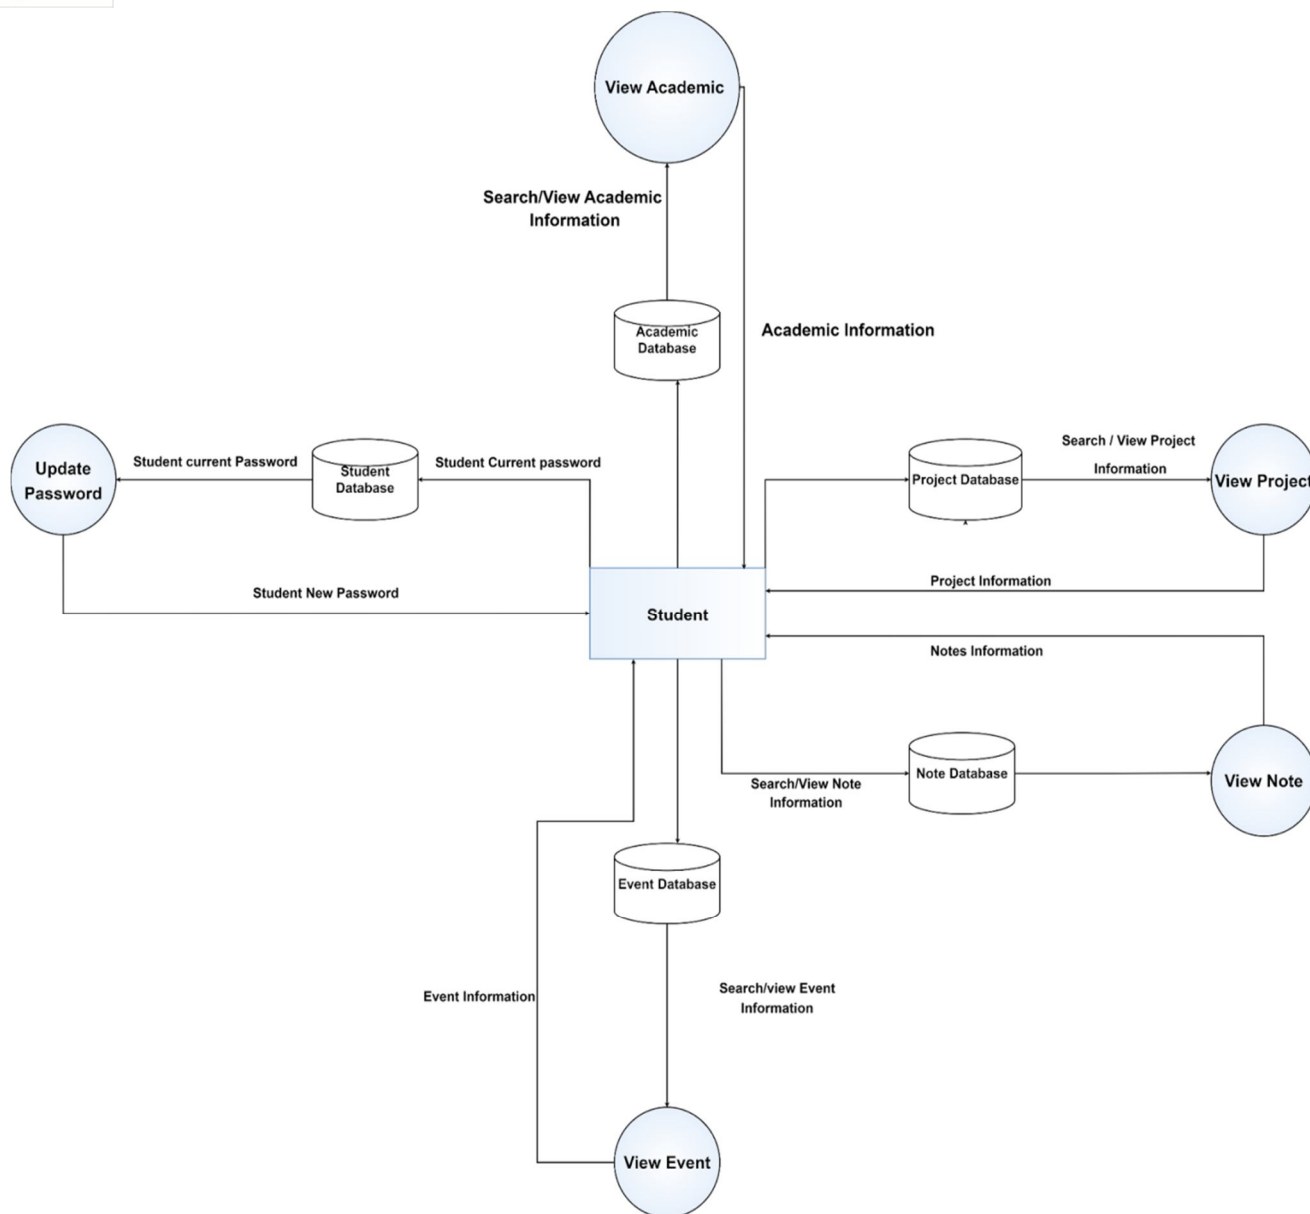 View Academic
Search/View Academic
Information
Academic
Database
Academic Information
Search / View Project
Information
Update
Password
Student current Password
Student
Database
Student Current password
Project Database
View Project
Student New Password
Project Information
Student
Notes Information
Search/View Note
Information
Note Database
View Note
Event Database
Event Information
Search/view Event
Information
View Event